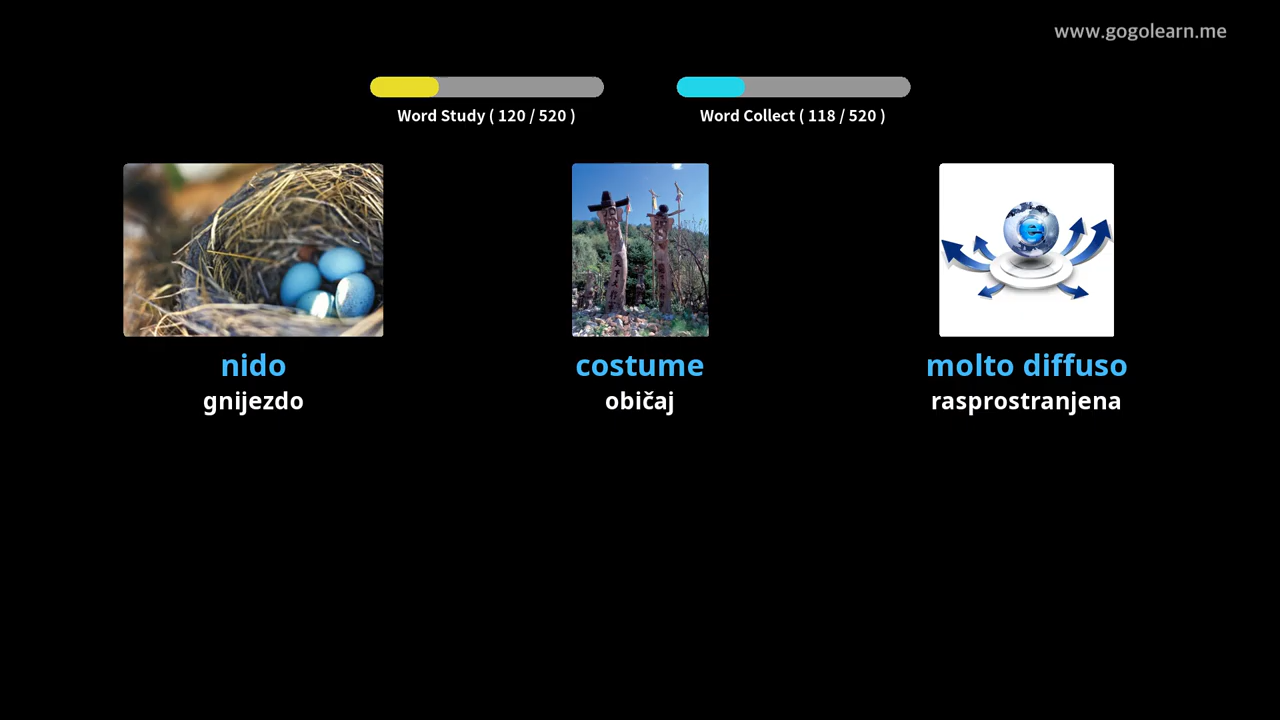 www.gogolearn.me
Word Study ( 120 / 520 )
Word Collect ( 118 / 520 )
nido
costume
molto diffuso
gnijezdo
običaj
rasprostranjena